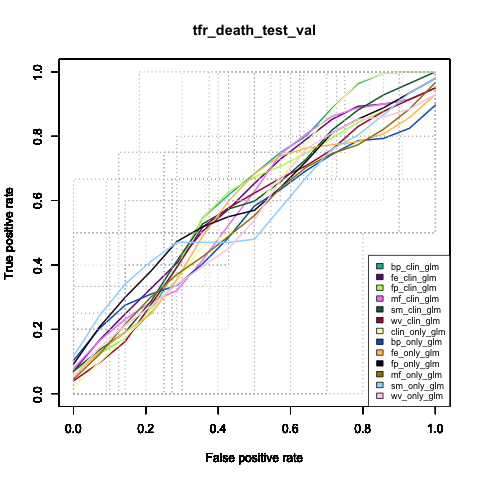 tfr_death_test_val
True positive rate
1.0
0.8
0.6
0.4
0.2
0.0
bp_clin_glm
fe_clin_glm
fp_clin_glm
mf_clin_glm
sm_clin_glm
wv_clin_glm
clin_only_glm
bp_only_glm
fe_only_glm
fp_only_glm
mf_only_glm
sm_only_glm
wv_only_glm
0.0 0.2 0.4 0.6 0.8 1.0
False positive rate